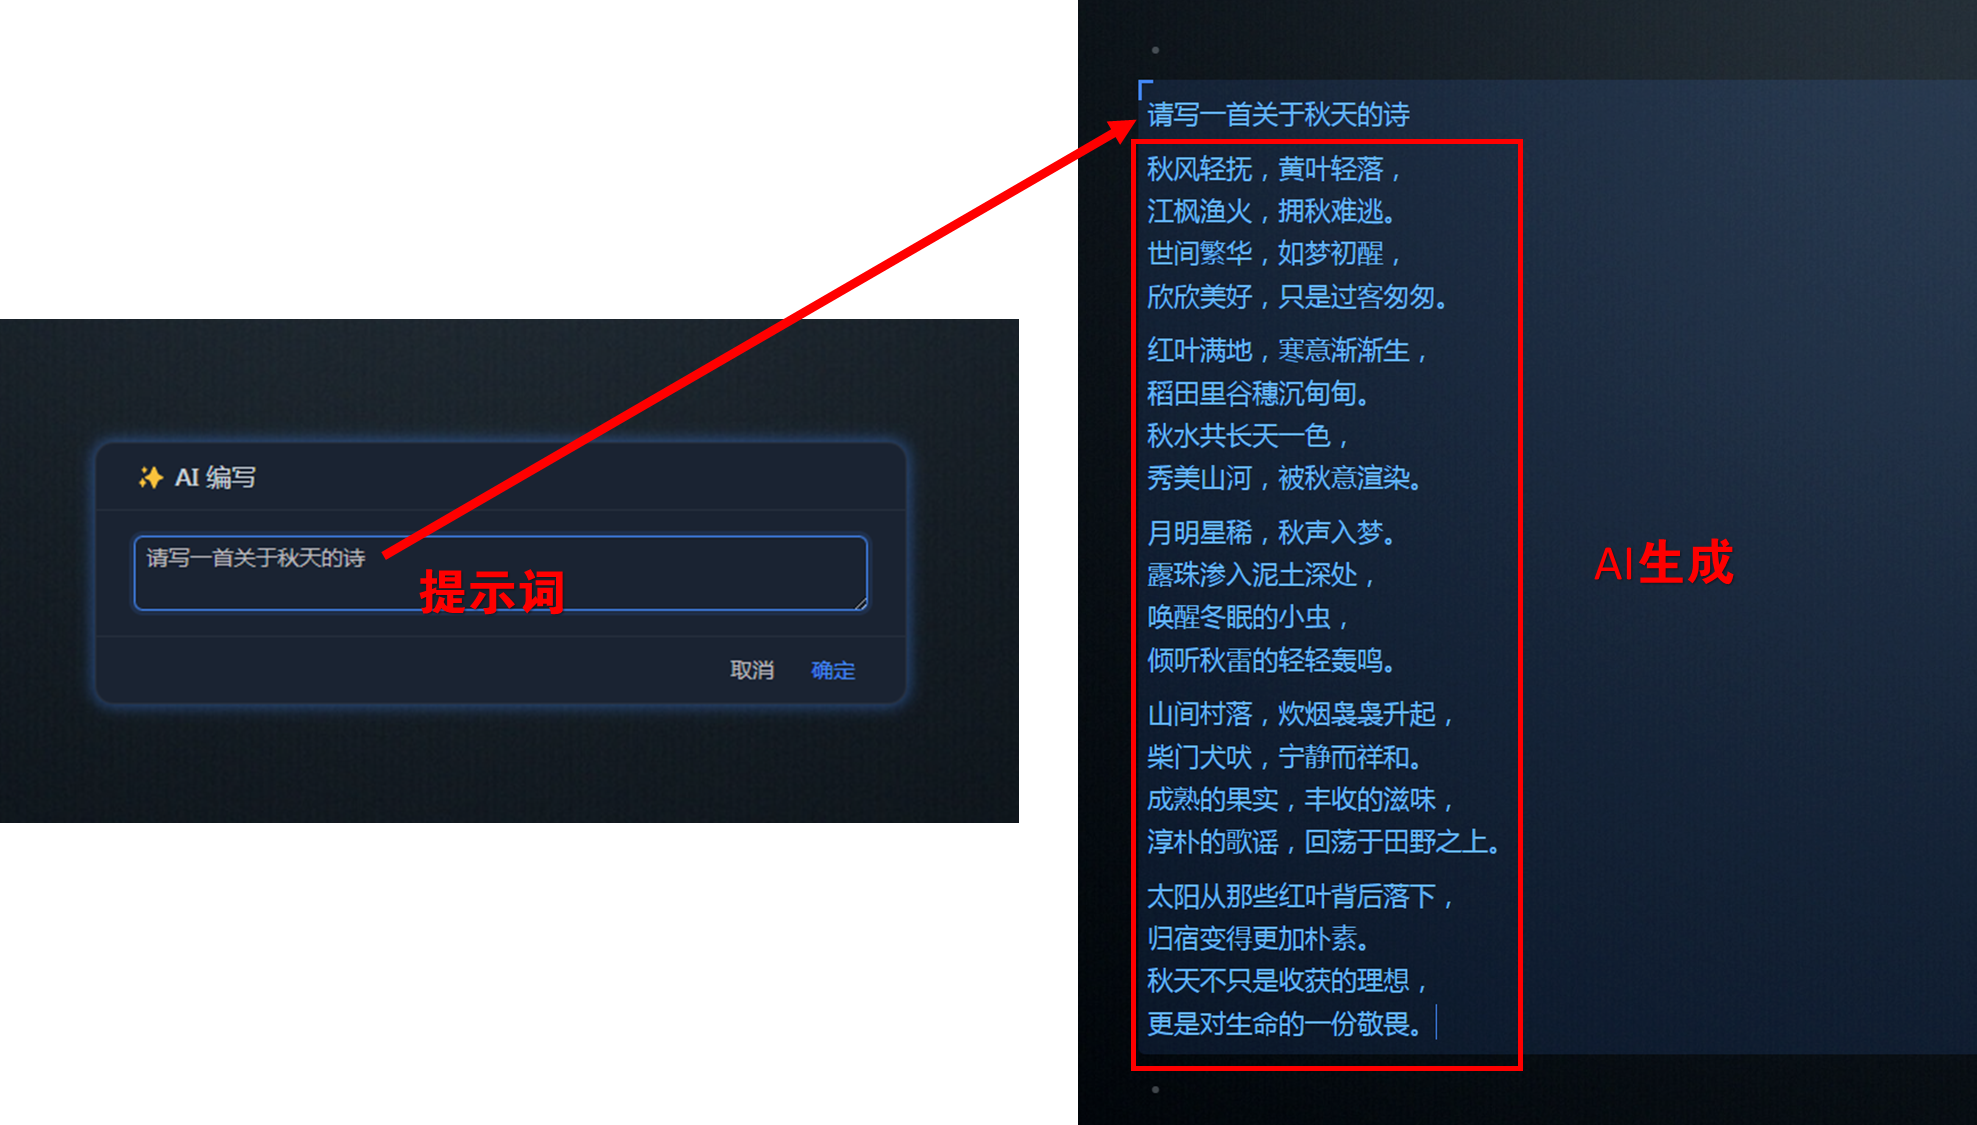 ✨ AI 编写
请写一首关于秋天的诗
提示词
取消 确定
请写一首关于秋天的诗
秋风轻抚，黄叶轻落，
江枫渔火，拥秋难逃。
世间繁华，如梦初醒，
欣欣美好，只是过客匆匆。
红叶满地，寒意渐渐生，
稻田里谷穗沉甸甸。
秋水共长天一色，
秀美山河，被秋意渲染。
月明星稀，秋声入梦。
露珠渗入泥土深处，
唤醒冬眠的小虫，
倾听秋雷的轻轻轰鸣。
山间村落，炊烟袅袅升起，
柴门犬吠，宁静而祥和。
成熟的果实，丰收的滋味，
淳朴的歌谣，回荡于田野之上。
太阳从那些红叶背后落下，
归宿变得更加朴素。
秋天不只是收获的理想，
更是对生命的一份敬畏。
AI生成